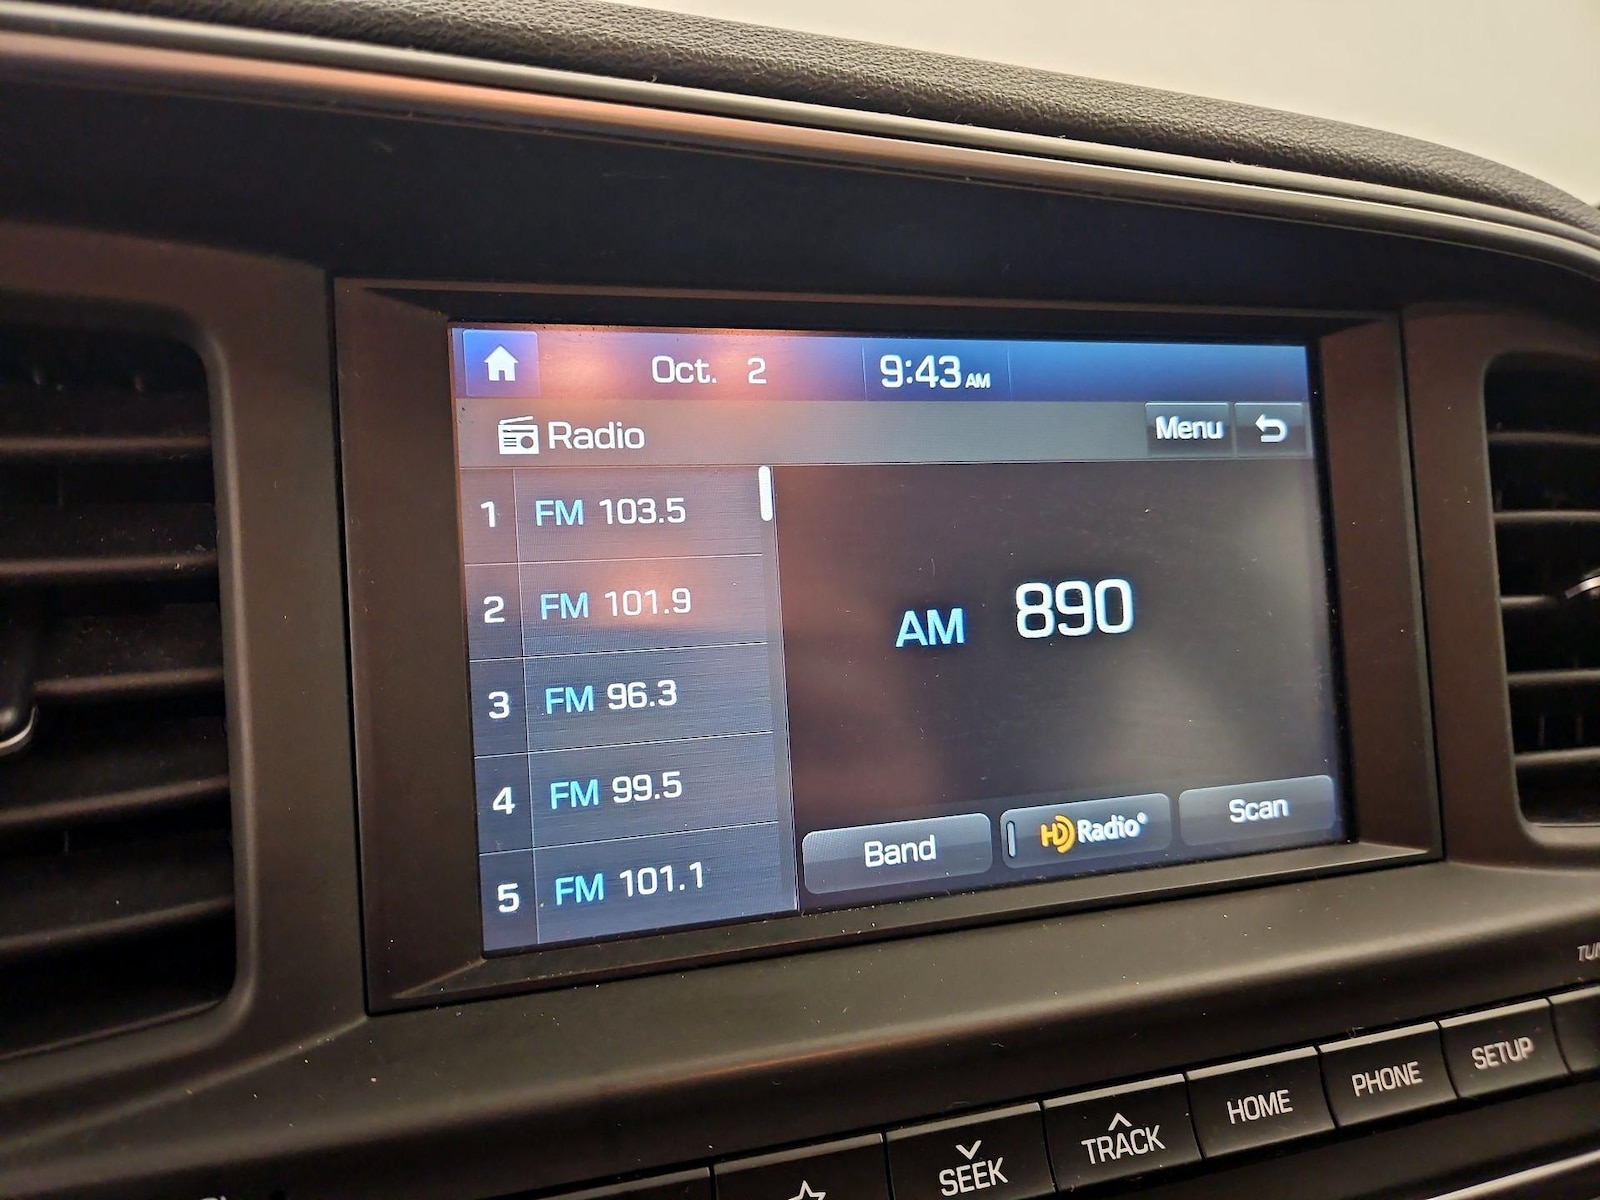 Oct. 2 9:43 AM
Radio Menu
1 FM 103.5
2 FM 101.9
3 FM 96.3
4 FM 99.5
5 FM 101.1
AM 890
Band HD Radio® Scan
SEEK TRACK HOME PHONE SETUP